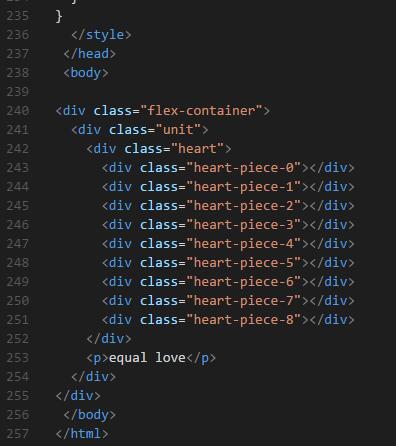 235 }
236 </style>
237 </head>
238 <body>
239
240 <div class="flex-container">
241 <div class="unit">
242 <div class="heart">
243 <div class="heart-piece-0"></div>
244 <div class="heart-piece-1"></div>
245 <div class="heart-piece-2"></div>
246 <div class="heart-piece-3"></div>
247 <div class="heart-piece-4"></div>
248 <div class="heart-piece-5"></div>
249 <div class="heart-piece-6"></div>
250 <div class="heart-piece-7"></div>
251 <div class="heart-piece-8"></div>
252 </div>
253 <p>equal love</p>
254 </div>
255 </div>
256 </body>
257 </html>